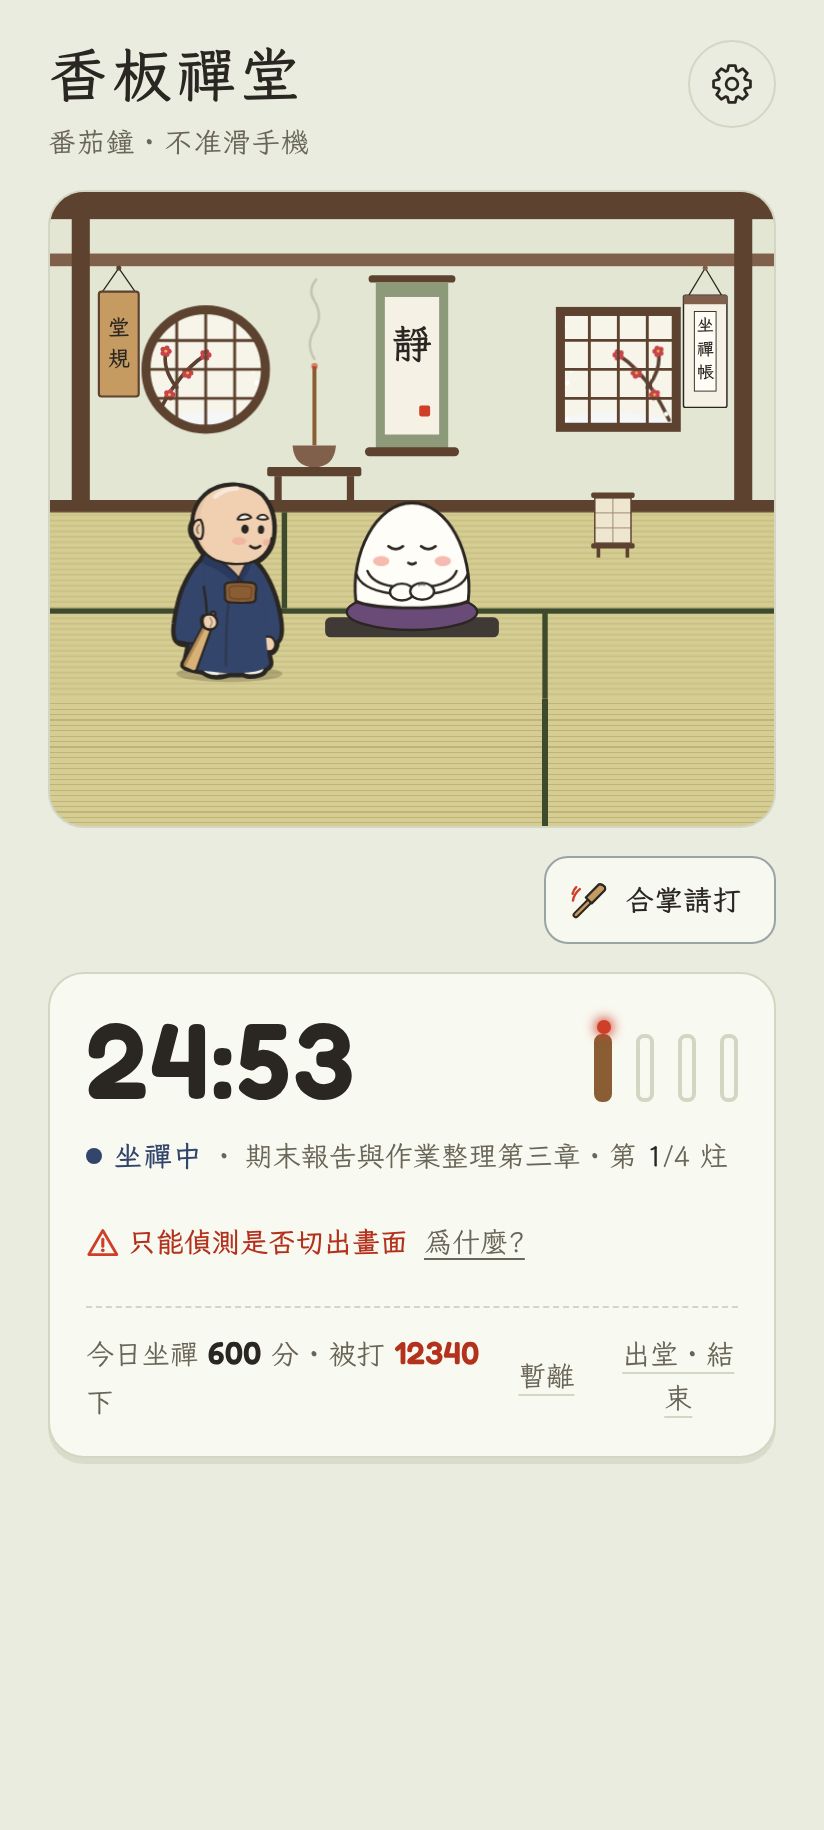 香板禪堂
番茄鐘・不准滑手機
堂規
靜
坐禪帳
合掌請打
24:53
坐禪中・期末報告與作業整理第三章・第 1/4 炷
只能偵測是否切出畫面 為什麼?
今日坐禪 600 分・被打 12340
下
暫離
出堂・結
束